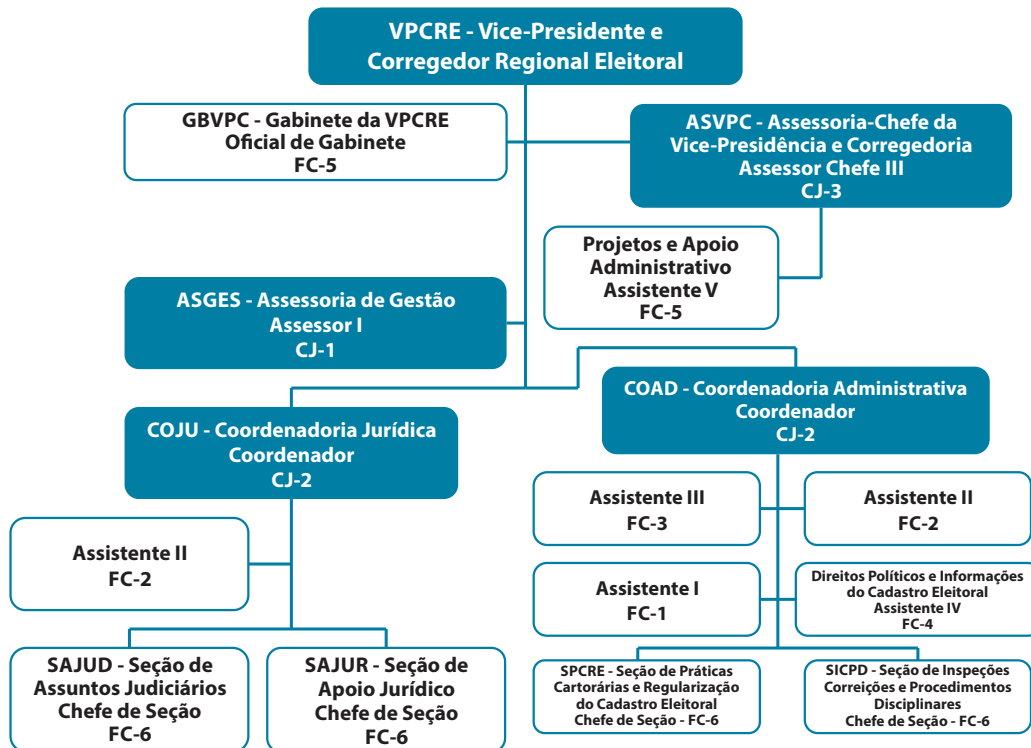 VPCRE - Vice-Presidente e
Corregedor Regional Eleitoral
GBVPC - Gabinete da VPCRE
Oficial de Gabinete
FC-5
ASVPC - Assessoria-Chefe da
Vice-Presidência e Corregedoria
Assessor Chefe III
CJ-3
Projetos e Apoio
Administrativo
Assistente V
FC-5
ASGES - Assessoria de Gestão
Assessor I
CJ-1
COJU - Coordenadoria Jurídica
Coordenador
CJ-2
COAD - Coordenadoria Administrativa
Coordenador
CJ-2
Assistente II
FC-2
SAJUD - Seção de
Assuntos Judiciários
Chefe de Seção
FC-6
SAJUR - Seção de
Apoio Jurídico
Chefe de Seção
FC-6
Assistente III
FC-3
Assistente II
FC-2
Assistente I
FC-1
Direitos Políticos e Informações
do Cadastro Eleitoral
Assistente IV
FC-4
SPCRE - Seção de Práticas
Cartorárias e Regularização
do Cadastro Eleitoral
Chefe de Seção - FC-6
SICPD - Seção de Inspeções
Correições e Procedimentos
Disciplinares
Chefe de Seção - FC-6